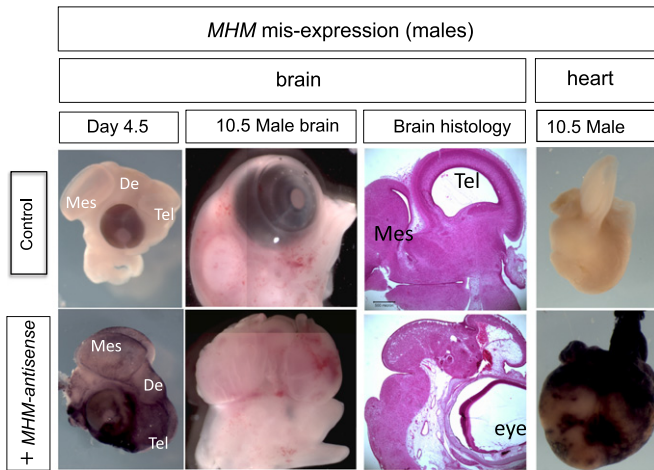 MHM mis-expression (males)
brain
heart
Day 4.5
10.5 Male brain
Brain histology
10.5 Male
Control
De
Mes
Tel
Tel
Mes
+ MHM-antisense
Mes
De
Tel
eye